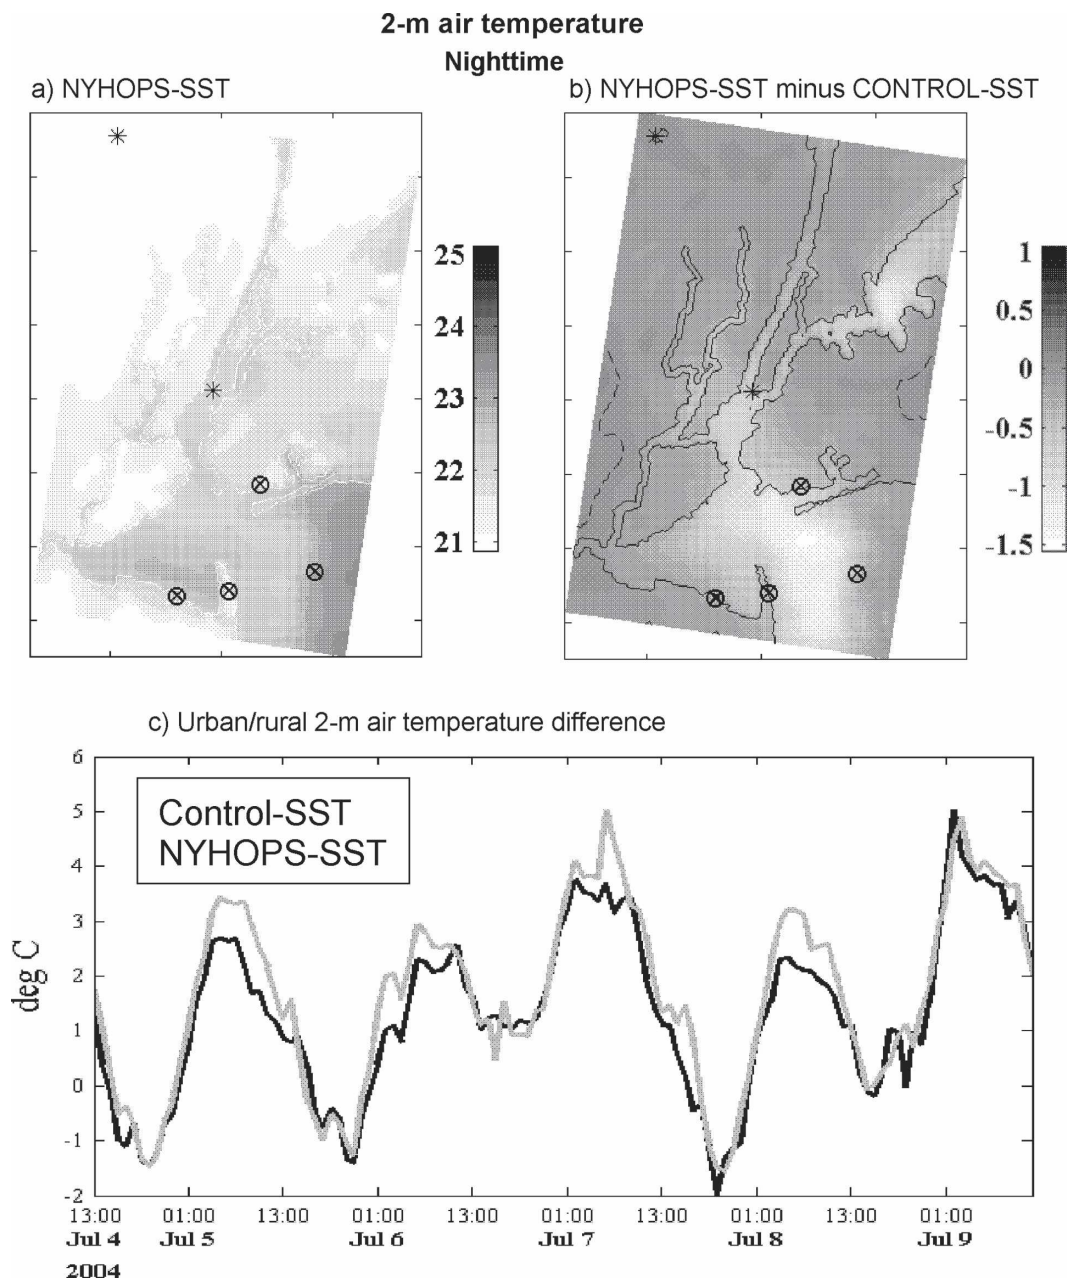 2-m air temperature
Nighttime
a) NYHOPS-SST
b) NYHOPS-SST minus CONTROL-SST
25
24
23
22
21
1
0.5
0
-0.5
-1
-1.5
c) Urban/rural 2-m air temperature difference
6
5
4
3
2
1
0
-1
-2
deg C
Control-SST
NYHOPS-SST
13:00 01:00 13:00 01:00 13:00 01:00 13:00 01:00 13:00 01:00
Jul 4 Jul 5 Jul 6 Jul 7 Jul 8 Jul 9
2004